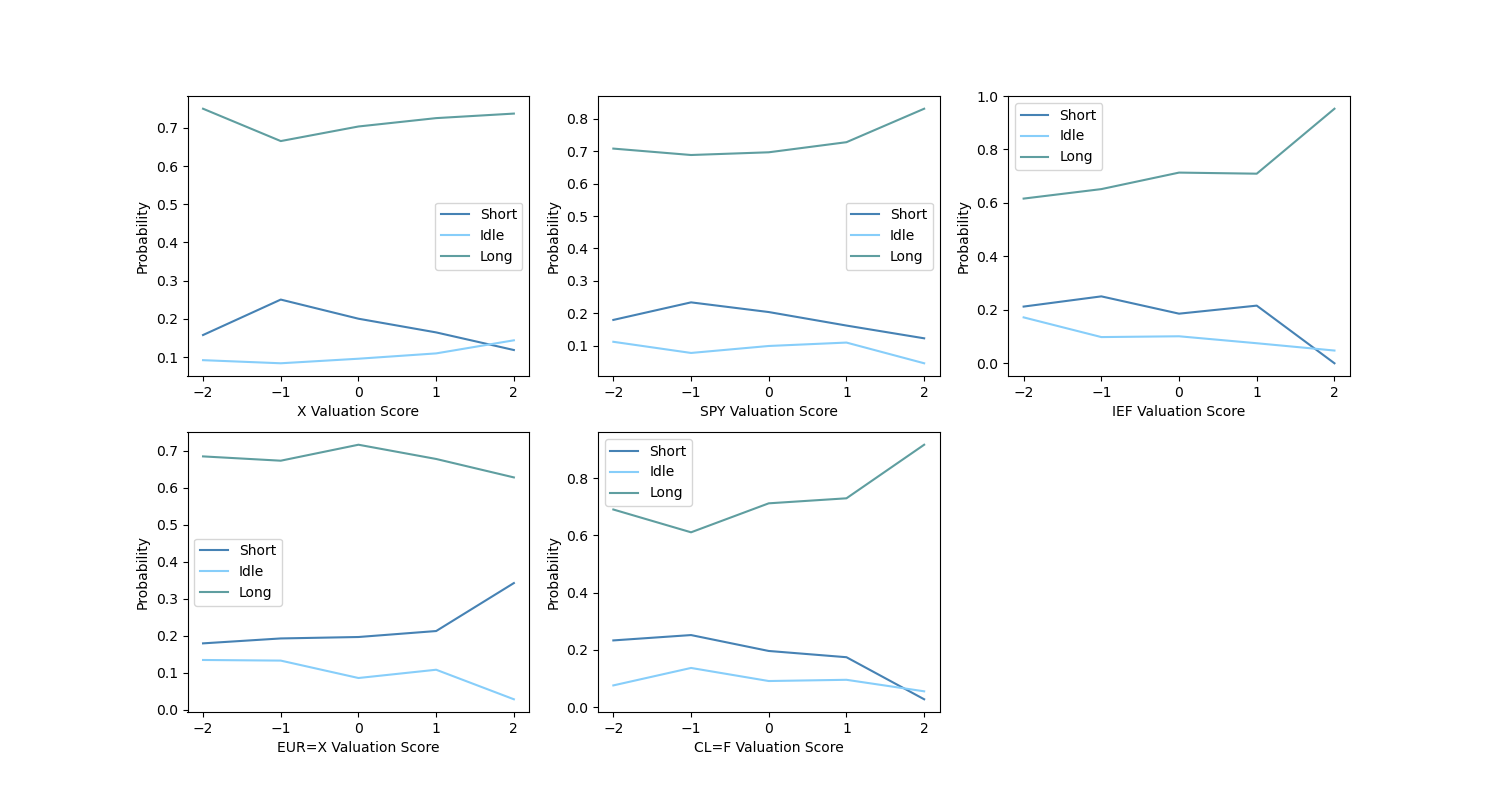 Probability
0.7
0.6
0.5
0.4
0.3
0.2
0.1
Short
Idle
Long
−2 −1 0 1 2
X Valuation Score
Probability
0.8
0.7
0.6
0.5
0.4
0.3
0.2
0.1
Short
Idle
Long
−2 −1 0 1 2
SPY Valuation Score
Probability
1.0
0.8
0.6
0.4
0.2
0.0
Short
Idle
Long
−2 −1 0 1 2
IEF Valuation Score
Probability
0.7
0.6
0.5
0.4
0.3
0.2
0.1
0.0
Short
Idle
Long
−2 −1 0 1 2
EUR=X Valuation Score
Probability
0.8
0.6
0.4
0.2
0.0
Short
Idle
Long
−2 −1 0 1 2
CL=F Valuation Score